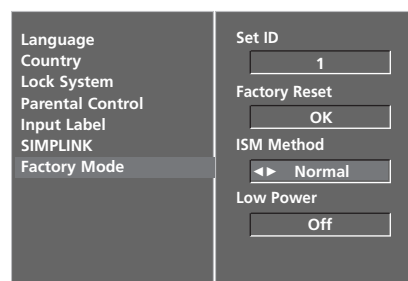 Language
Country
Lock System
Parental Control
Input Label
SIMPLINK
Factory Mode
Set ID
1
Factory Reset
OK
ISM Method
◄► Normal
Low Power
Off